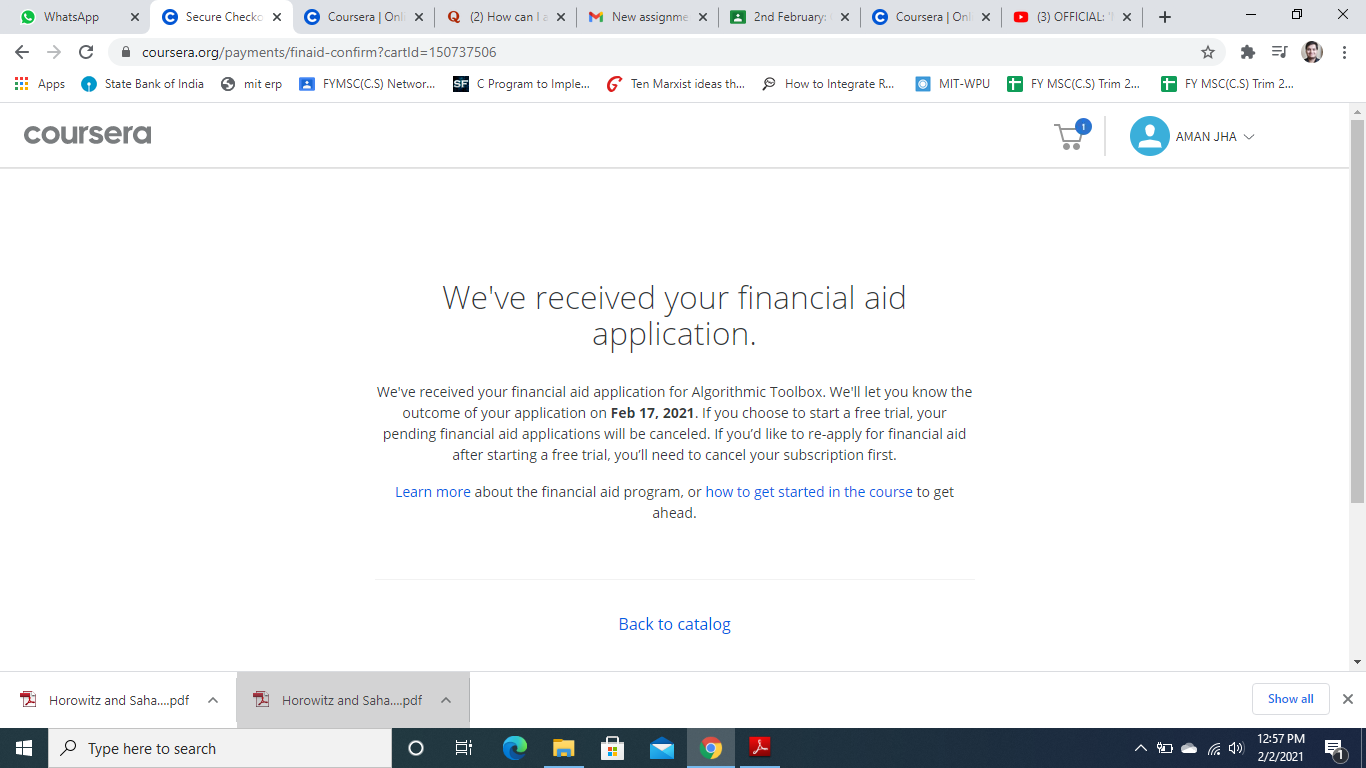 WhatsApp
Secure Checko
Coursera | Onli
(2) How can I a
New assignme
2nd February:
Coursera | Onli
(3) OFFICIAL: '
coursera.org/payments/finaid-confirm?cartId=150737506
Apps
State Bank of India
mit erp
FYMSC(C.S) Networ...
SF
C Program to Imple...
Ten Marxist ideas th...
How to Integrate R...
MIT-WPU
FY MSC(C.S) Trim 2...
FY MSC(C.S) Trim 2...
coursera
1
AMAN JHA
We've received your financial aid
application.
We've received your financial aid application for Algorithmic Toolbox. We'll let you know the
outcome of your application on Feb 17, 2021. If you choose to start a free trial, your
pending financial aid applications will be canceled. If you’d like to re-apply for financial aid
after starting a free trial, you’ll need to cancel your subscription first.
Learn more about the financial aid program, or how to get started in the course to get
ahead.
Back to catalog
Horowitz and Saha....pdf
Horowitz and Saha....pdf
Show all
Type here to search
12:57 PM
2/2/2021
1